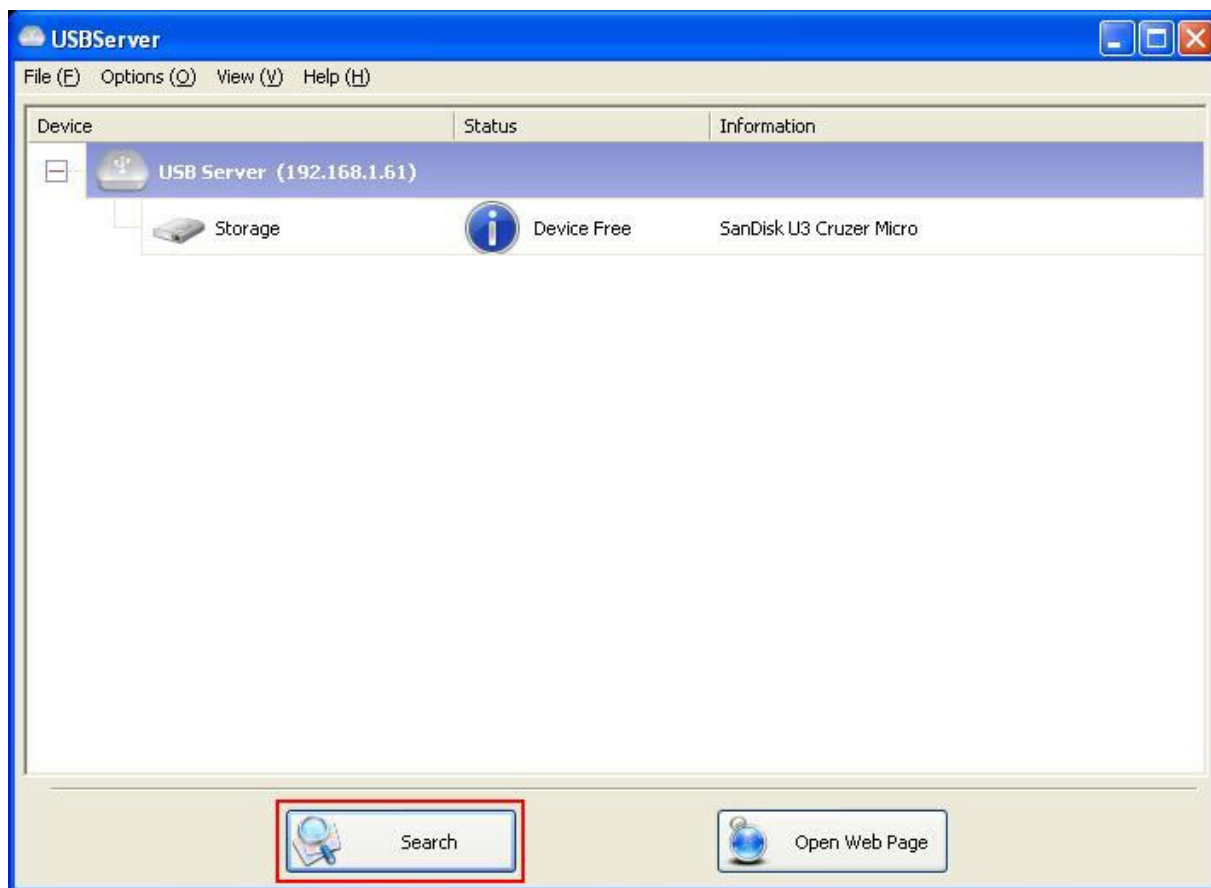 USBServer
File (F) Options (O) View (V) Help (H)
Device Status Information
USB Server (192.168.1.61)
Storage Device Free SanDisk U3 Cruzer Micro
Search Open Web Page